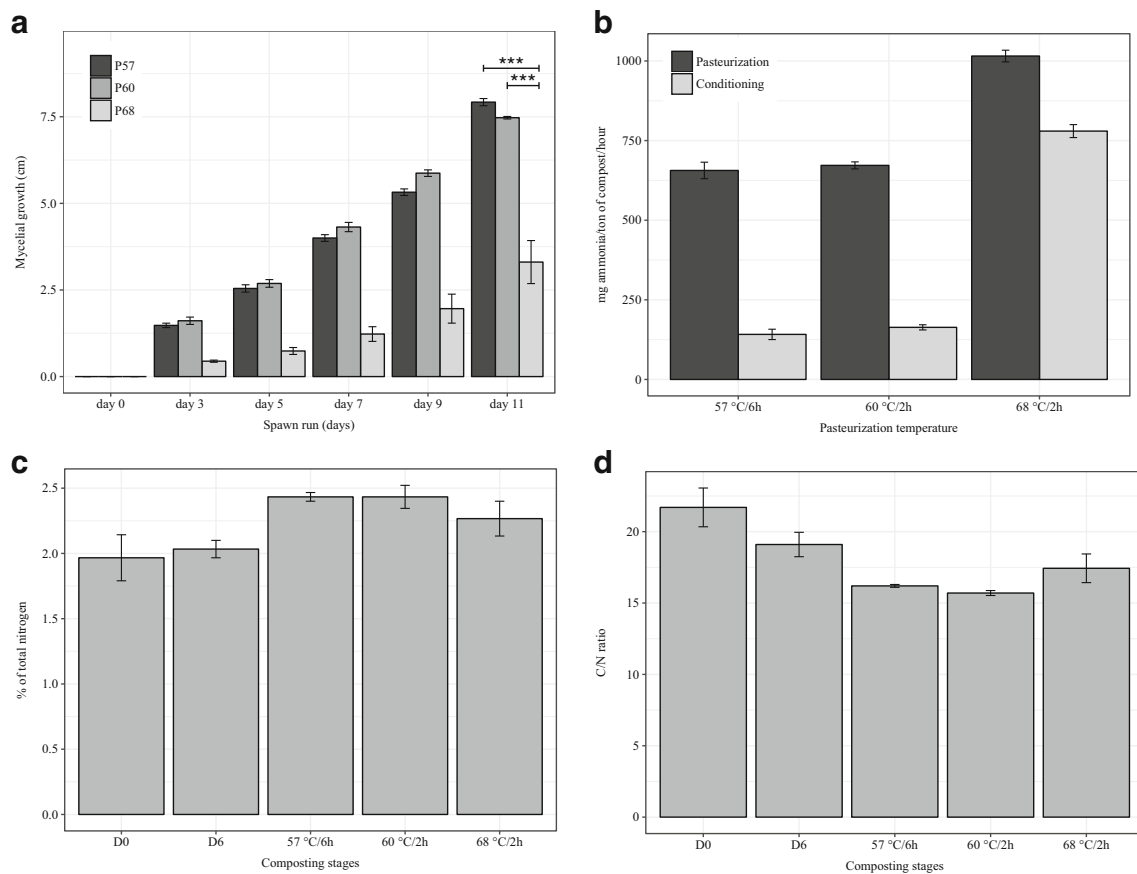 a
P57
P60
P68
***
***
7.5
5.0
2.5
0.0
Mycelial growth (cm)
day 0 day 3 day 5 day 7 day 9 day 11
Spawn run (days)
b
Pasteurization
Conditioning
1000
750
500
250
0
mg ammonia/ton of compost/hour
57 °C/6h 60 °C/2h 68 °C/2h
Pasteurization temperature
c
2.5
2.0
1.5
1.0
0.5
0.0
% of total nitrogen
D0 D6 57 °C/6h 60 °C/2h 68 °C/2h
Composting stages
d
20
15
10
5
0
C/N ratio
D0 D6 57 °C/6h 60 °C/2h 68 °C/2h
Composting stages